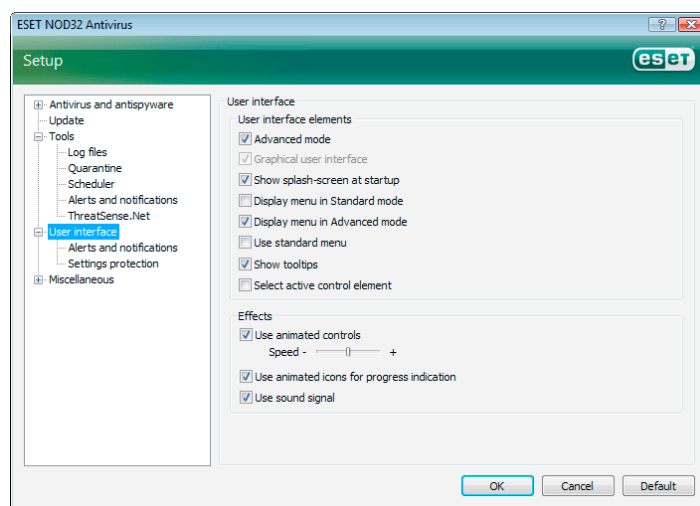 ESET NOD32 Antivirus
Setup
eset
Antivirus and antispyware
Update
Tools
Log files
Quarantine
Scheduler
Alerts and notifications
ThreatSense.Net
User interface
Alerts and notifications
Settings protection
Miscellaneous
User interface
User interface elements
Advanced mode
Graphical user interface
Show splash-screen at startup
Display menu in Standard mode
Display menu in Advanced mode
Use standard menu
Show tooltips
Select active control element
Effects
Use animated controls
Speed - +
Use animated icons for progress indication
Use sound signal
OK Cancel Default